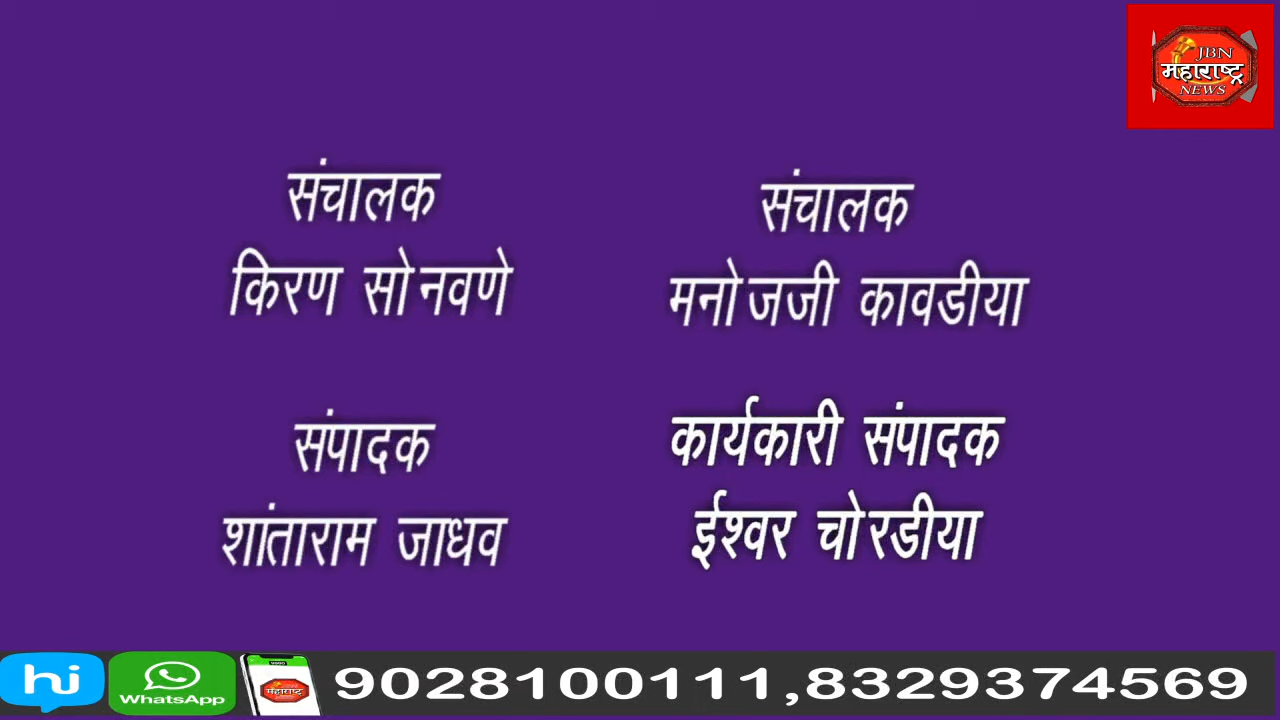 JBN
महाराष्ट्र
NEWS
संचालक
किरण सोनवणे
संचालक
मनोजजी कावडीया
संपादक
शांताराम जाधव
कार्यकारी संपादक
ईश्वर चोरडीया
hi
WhatsApp
महाराष्ट्र
9028100111,8329374569